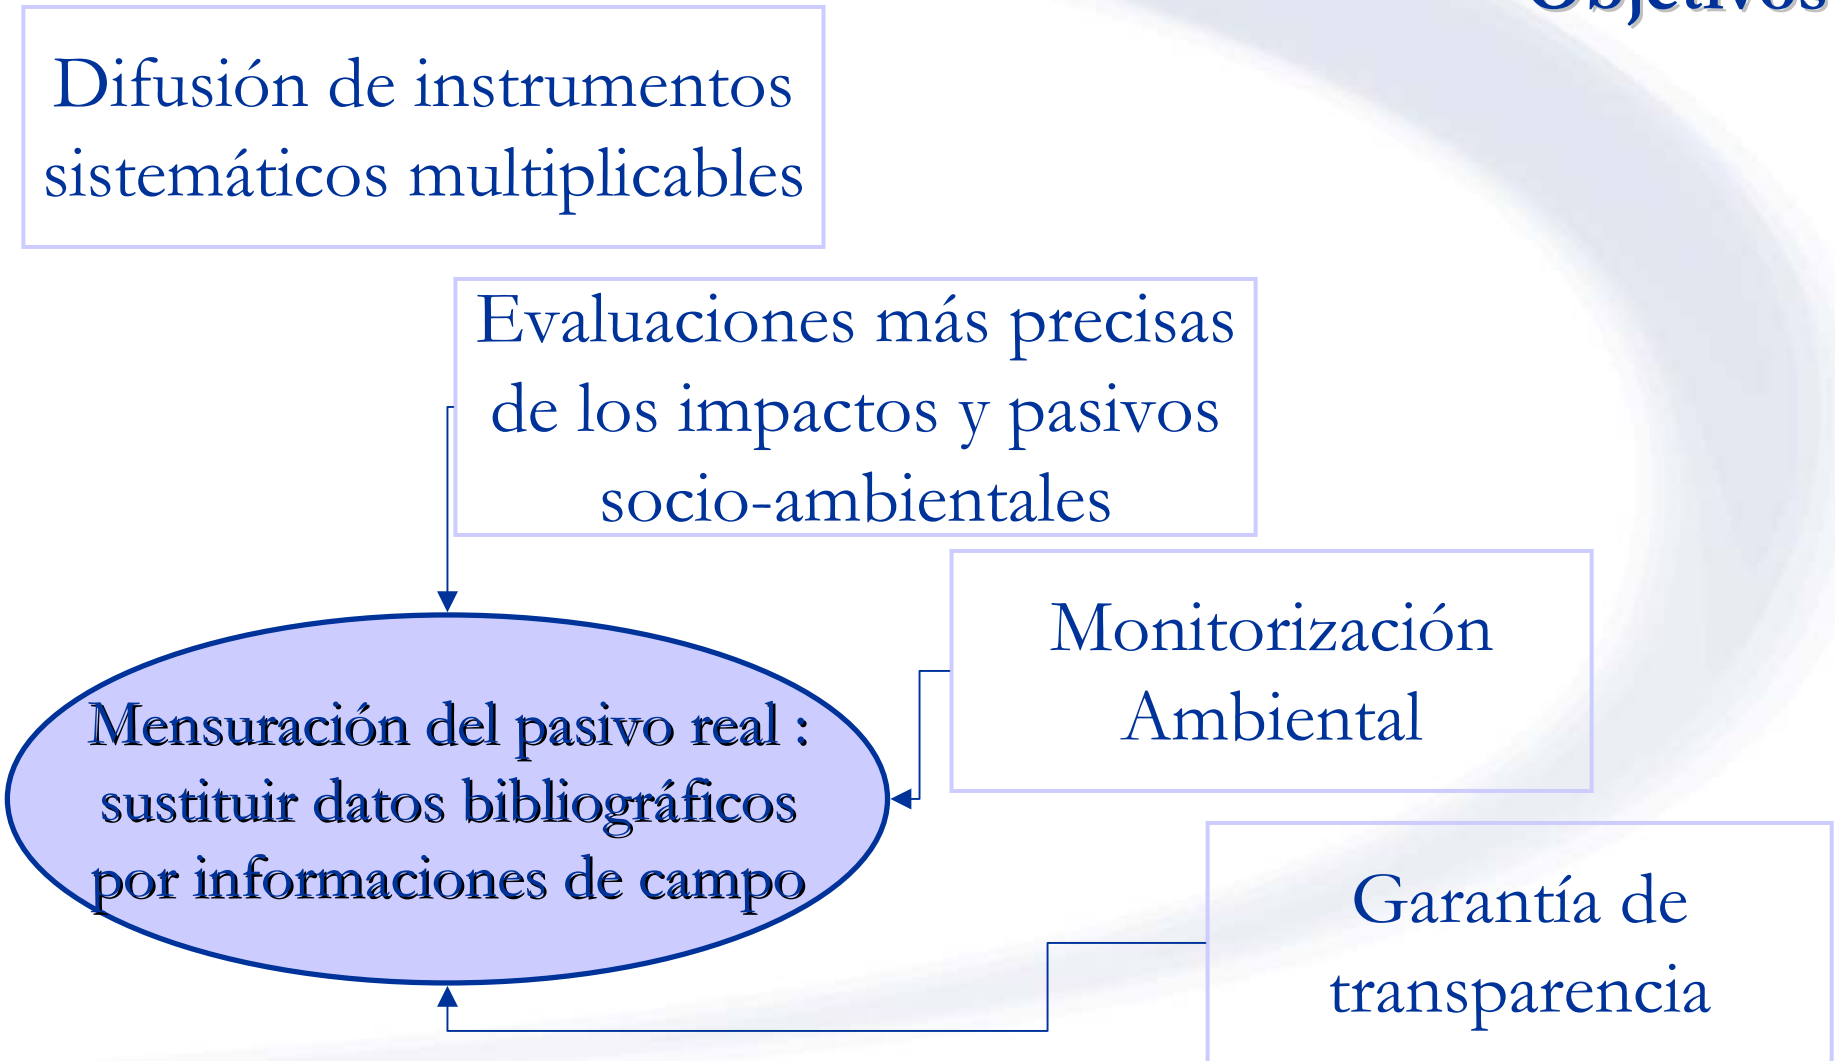 Objetivos
Difusión de instrumentos
sistemáticos multiplicables
Evaluaciones más precisas
de los impactos y pasivos
socio-ambientales
Monitorización
Ambiental
Mensuración del pasivo real :
sustituir datos bibliográficos
por informaciones de campo
Garantía de
transparencia